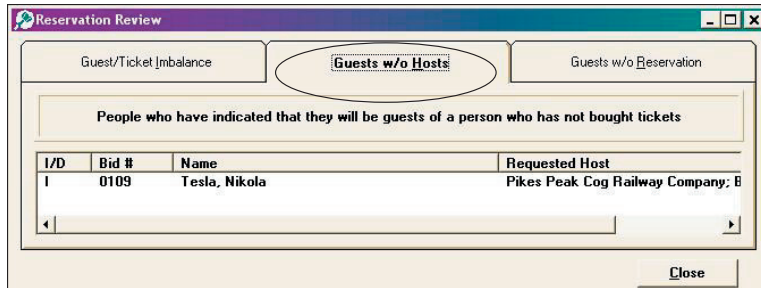 Reservation Review
Guest/Ticket Imbalance Guests w/o Hosts Guests w/o Reservation
People who have indicated that they will be guests of a person who has not bought tickets
I/D Bid # Name Requested Host
I 0109 Tesla, Nikola Pikes Peak Cog Railway Company; B
Close